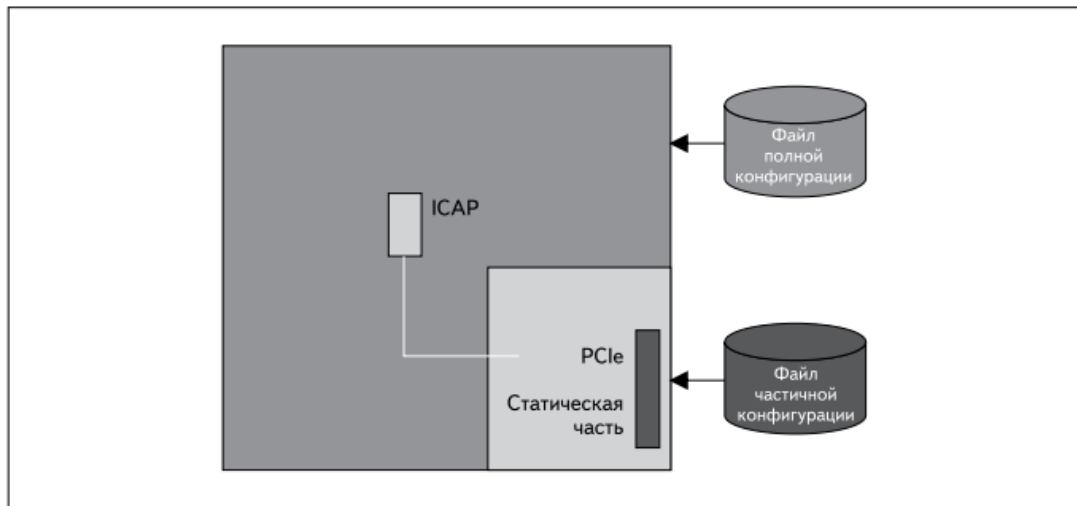 Файл
полной
конфигурации
ICAP
PCIe
Статическая
часть
Файл
частичной
конфигурации